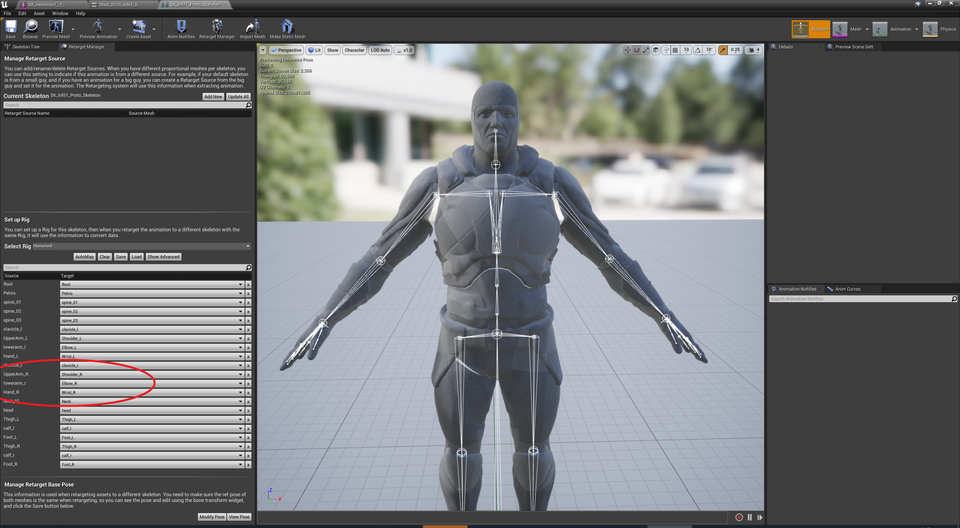 File Edit Asset Window Help
Save
Browse
Preview Mesh
Preview Animation
Create Asset
Anim Notifies
Retarget Manager
Import Mesh
Make Static Mesh
Mesh
Animation
Physics
Skeleton Tree
Retarget Manager
Manage Retarget Source
You can add/rename/delete Retarget Sources. When you have different proportional meshes per skeleton, you
can use this setting to indicate if this animation is from a different source. For example, if your default skeleton
is from a small guy, and if you have an animation for a big guy, you can create a Retarget Source from the big
guy and set it for the animation. The Retargeting system will use this information when extracting animation.
Current Skeleton SK_Infil1_Proto_Skeleton
Add New
Update All
Search
Retarget Source Name
Source Mesh
Set up Rig
You can set up a Rig for this skeleton, then when you retarget the animation to a different skeleton with
the same Rig, it will use the information to convert data.
Select Rig Humanoid
AutoMap
Clear
Save
Load
Show Advanced
Search
Source Target
Root Root
Pelvis Pelvis
spine_01 spine_01
spine_02 spine_02
spine_03 spine_03
clavicle_l clavicle_l
UpperArm_L Shoulder_L
lowerarm_l Elbow_L
Hand_L Wrist_L
clavicle_r
UpperArm_R Shoulder_R
lowerarm_r Elbow_R
Hand_R Wrist_R
Neck
head head
Thigh_L Thigh_L
calf_l calf_l
Foot_L Foot_L
Thigh_R Thigh_R
calf_r calf_r
Foot_R Foot_R
Manage Retarget Base Pose
This information is used when retargeting assets to a different skeleton. You need to make sure the ref pose of
both meshes is the same when retargeting, so you can see the pose and edit using the bone transform widget,
and click the Save button below.
Modify Pose
View Pose
Perspective
Lit
Show
Character
LOD Auto
x1.0
10
10°
0.25
4
Previewing Reference Pose
Z
X
Details
Preview Scene Sett
Animation Notifies
Anim Curves
Search Animation Notifies